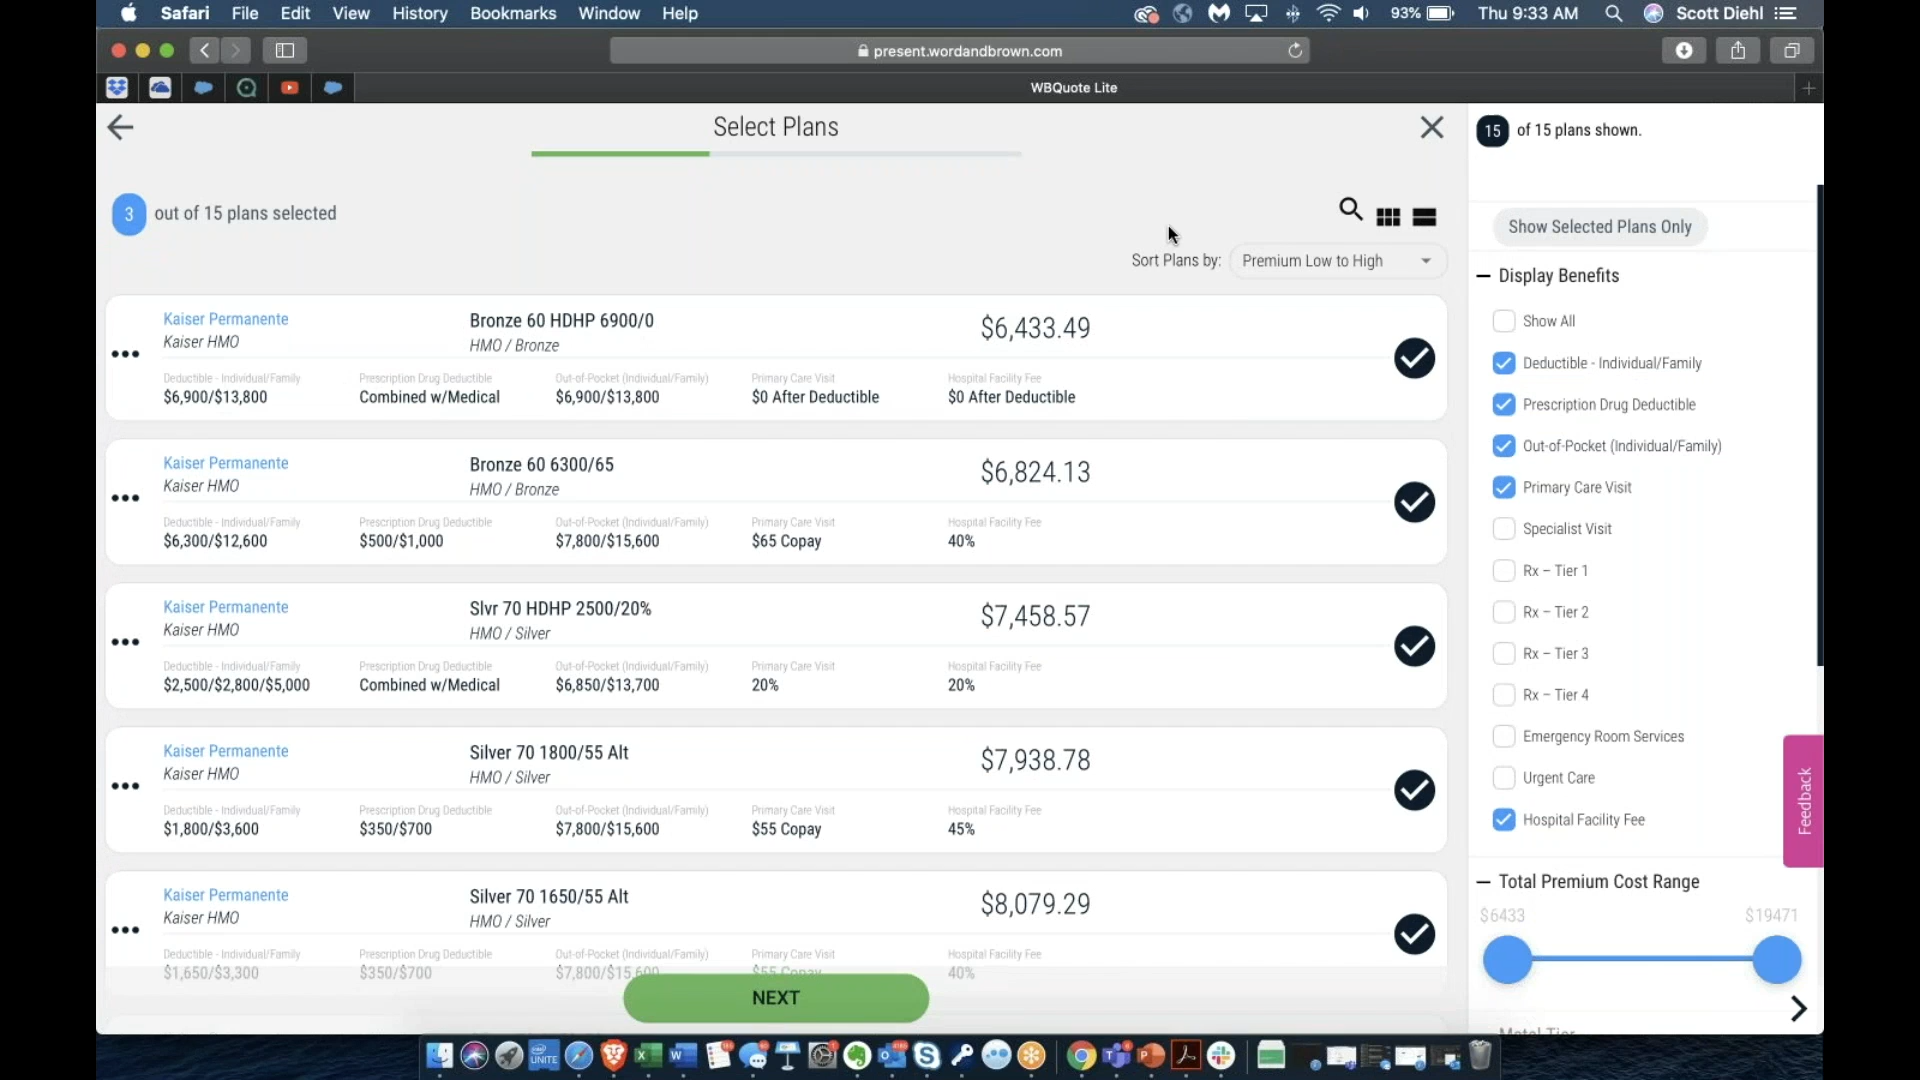 Safari File Edit View History Bookmarks Window Help 93% Thu 9:33 AM Scott Diehl
present.wordandbrown.com
WBQuote Lite
Select Plans
15 of 15 plans shown.
3 out of 15 plans selected
Show Selected Plans Only
Sort Plans by: Premium Low to High
Display Benefits
Show All
Deductible - Individual/Family
Prescription Drug Deductible
Out-of-Pocket (Individual/Family)
Primary Care Visit
Specialist Visit
Rx – Tier 1
Rx – Tier 2
Rx – Tier 3
Rx – Tier 4
Emergency Room Services
Urgent Care
Hospital Facility Fee
Total Premium Cost Range
$6433 $19471
Metal Tier
Feedback
Kaiser Permanente Bronze 60 HDHP 6900/0 $6,433.49
Kaiser HMO HMO / Bronze
Deductible - Individual/Family Prescription Drug Deductible Out-of-Pocket (Individual/Family) Primary Care Visit Hospital Facility Fee
$6,900/$13,800 Combined w/Medical $6,900/$13,800 $0 After Deductible $0 After Deductible
Kaiser Permanente Bronze 60 6300/65 $6,824.13
Kaiser HMO HMO / Bronze
Deductible - Individual/Family Prescription Drug Deductible Out-of-Pocket (Individual/Family) Primary Care Visit Hospital Facility Fee
$6,300/$12,600 $500/$1,000 $7,800/$15,600 $65 Copay 40%
Kaiser Permanente Slvr 70 HDHP 2500/20% $7,458.57
Kaiser HMO HMO / Silver
Deductible - Individual/Family Prescription Drug Deductible Out-of-Pocket (Individual/Family) Primary Care Visit Hospital Facility Fee
$2,500/$2,800/$5,000 Combined w/Medical $6,850/$13,700 20% 20%
Kaiser Permanente Silver 70 1800/55 Alt $7,938.78
Kaiser HMO HMO / Silver
Deductible - Individual/Family Prescription Drug Deductible Out-of-Pocket (Individual/Family) Primary Care Visit Hospital Facility Fee
$1,800/$3,600 $350/$700 $7,800/$15,600 $55 Copay 45%
Kaiser Permanente Silver 70 1650/55 Alt $8,079.29
Kaiser HMO HMO / Silver
Deductible - Individual/Family Prescription Drug Deductible Out-of-Pocket (Individual/Family) Primary Care Visit Hospital Facility Fee
$1,650/$3,300 $350/$700 $7,800/$15,600 $55 Copay 40%
NEXT